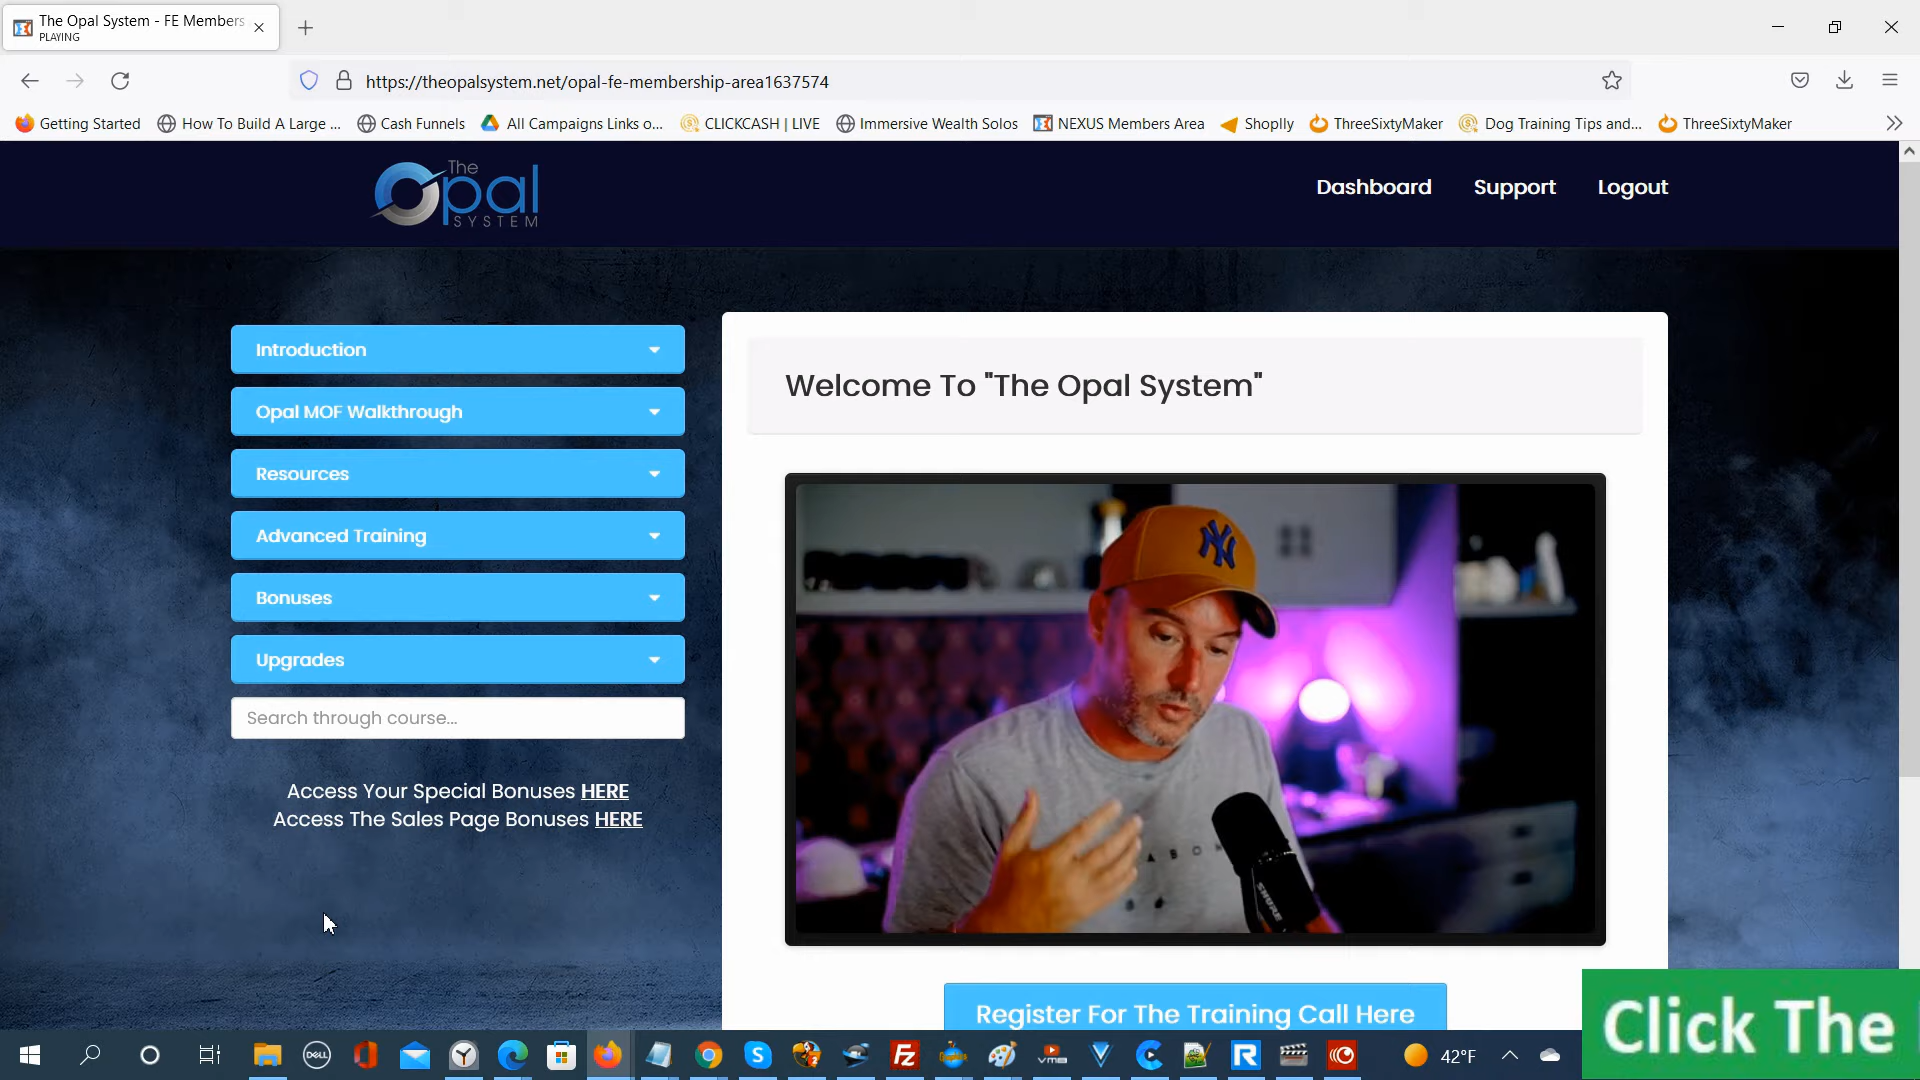 The Opal System - FE Members
PLAYING
https://theopalsystem.net/opal-fe-membership-area1637574
Getting Started
How To Build A Large ...
Cash Funnels
All Campaigns Links o...
CLICKCASH | LIVE
Immersive Wealth Solos
NEXUS Members Area
Shoplly
ThreeSixtyMaker
Dog Training Tips and...
ThreeSixtyMaker
The
Opal
SYSTEM
Dashboard
Support
Logout
Introduction
Opal MOF Walkthrough
Resources
Advanced Training
Bonuses
Upgrades
Search through course...
Access Your Special Bonuses HERE
Access The Sales Page Bonuses HERE
Welcome To "The Opal System"
NY
SHURE
Register For The Training Call Here
Click The
DELL
42°F